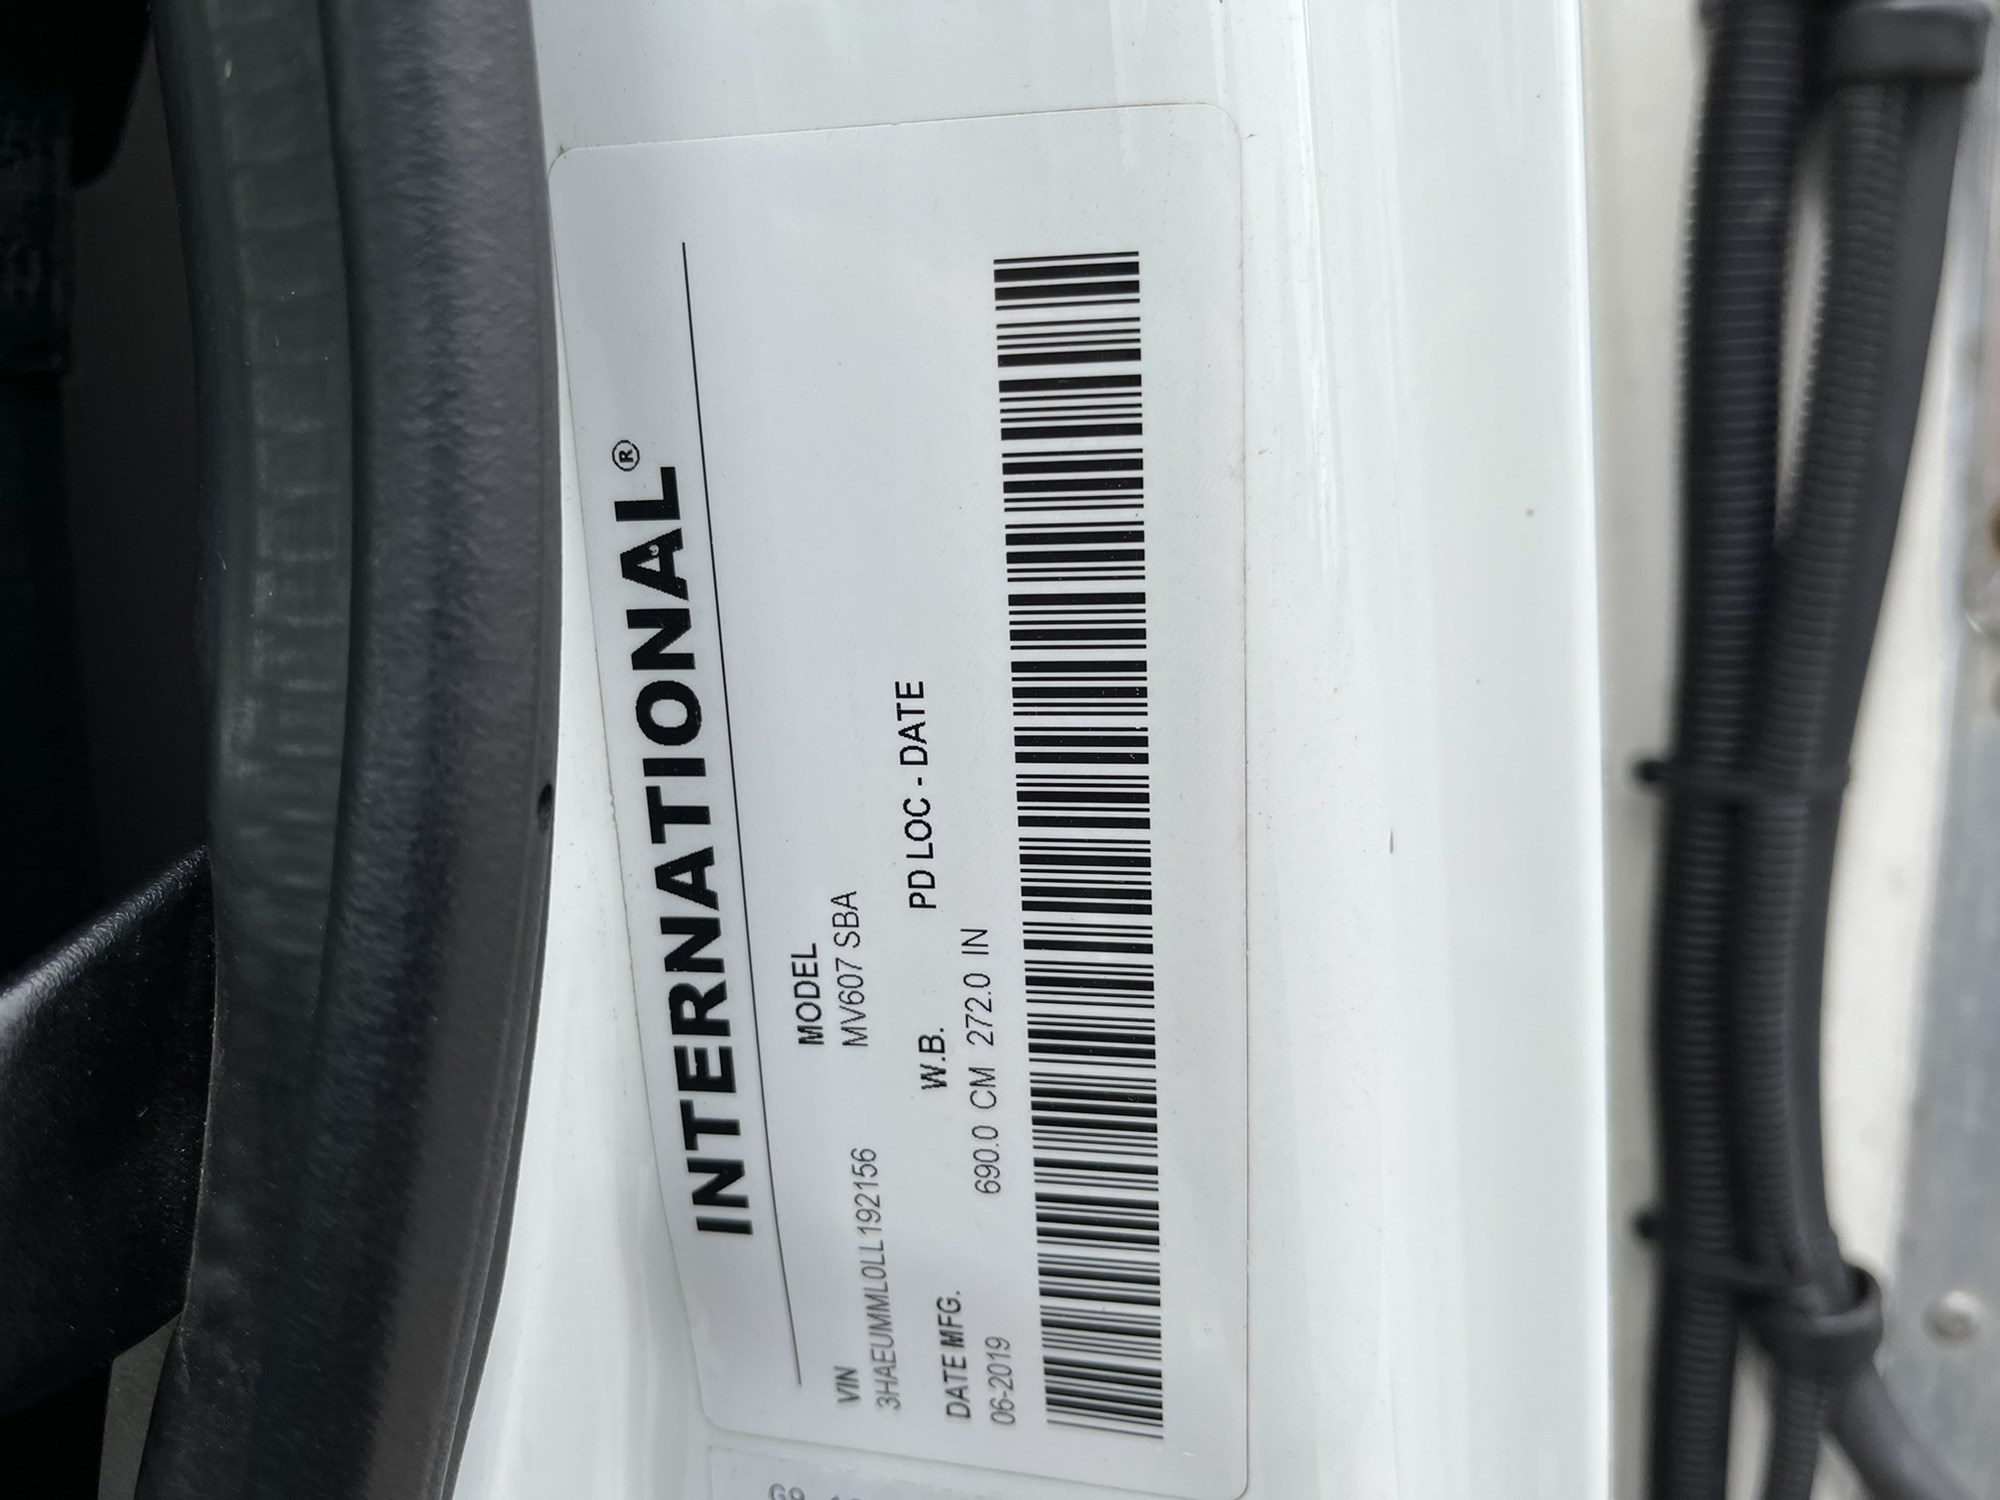 INTERNATIONAL®
VIN MODEL
3HAEUMML0LL192156 MV607 SBA
DATE MFG. W.B. PD LOC - DATE
06-2019 690.0 CM 272.0 IN